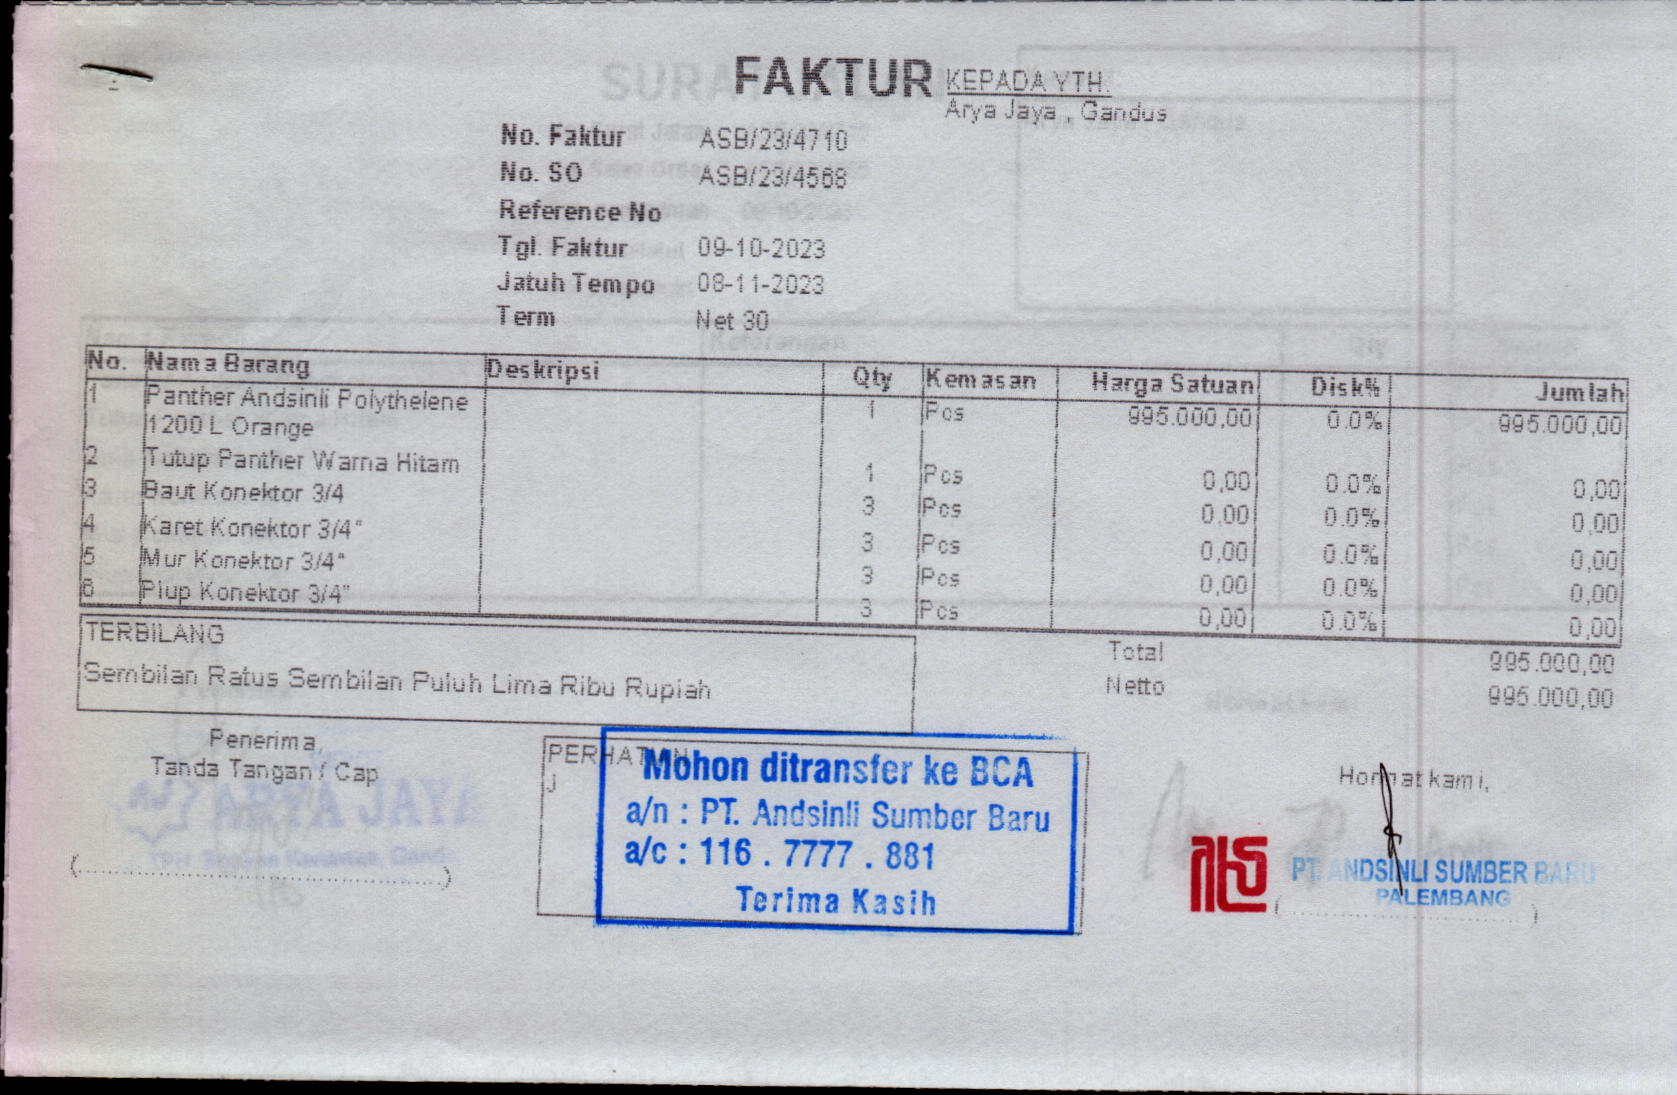 FAKTUR
KEPADA YTH.
Arya Jaya , Gandus
No. Faktur ASB/23/4710
No. SO ASB/23/4568
Reference No
Tgl. Faktur 09-10-2023
Jatuh Tempo 08-11-2023
Term Net 30
No. Nama Barang Deskripsi Qty Kemasan Harga Satuan Disk% Jumlah
1 Panther Andsinli Polythelene 1 Pcs 995.000,00 0.0% 995.000,00
1200 L Orange
2 Tutup Panther Warna Hitam 1 Pcs 0,00 0.0% 0,00
3 Baut Konektor 3/4 3 Pcs 0,00 0.0% 0,00
4 Karet Konektor 3/4" 3 Pcs 0,00 0.0% 0,00
5 Mur Konektor 3/4" 3 Pcs 0,00 0.0% 0,00
6 Plup Konektor 3/4" 3 Pcs 0,00 0.0% 0,00
TERBILANG
Sembilan Ratus Sembilan Puluh Lima Ribu Rupiah
Total 995.000,00
Netto 995.000,00
Penerima,
Tanda Tangan / Cap
PERHATIAN
J
Mohon ditransfer ke BCA
a/n : PT. Andsinli Sumber Baru
a/c : 116 . 7777 . 881
Terima Kasih
Hormat kami,
PT. ANDSINLI SUMBER BARU
PALEMBANG
ARYA JAYA